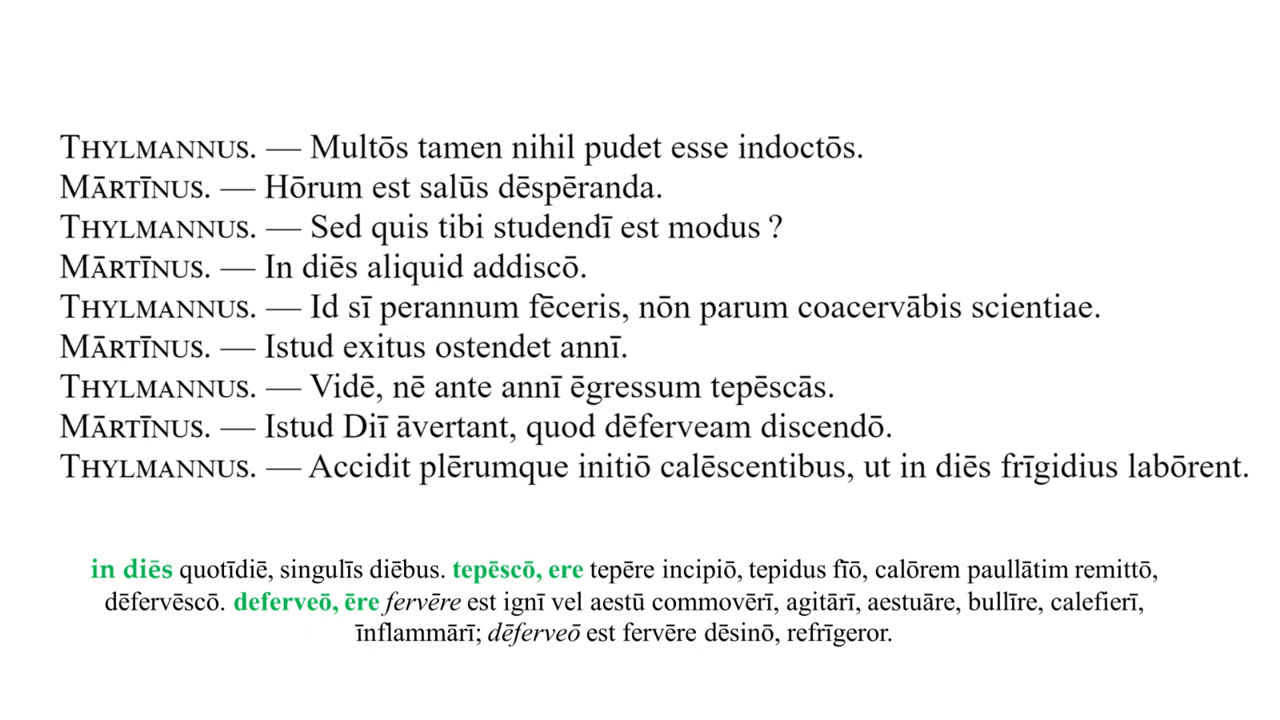 THYLMANNUS. — Multōs tamen nihil pudet esse indoctōs.
MĀRTĪNUS. — Hōrum est salūs dēspēranda.
THYLMANNUS. — Sed quis tibi studendī est modus ?
MĀRTĪNUS. — In diēs aliquid addiscō.
THYLMANNUS. — Id sī perannum fēceris, nōn parum coacervābis scientiae.
MĀRTĪNUS. — Istud exitus ostendet annī.
THYLMANNUS. — Vidē, nē ante annī ēgressum tepēscās.
MĀRTĪNUS. — Istud Diī āvertant, quod dēferveam discendō.
THYLMANNUS. — Accidit plērumque initiō calēscentibus, ut in diēs frīgidius labōrent.
in diēs quotīdiē, singulīs diēbus. tepēscō, ere tepēre incipiō, tepidus fīō, calōrem paullātim remittō,
dēfervēscō. deferveō, ēre fervēre est ignī vel aestū commovērī, agitārī, aestuāre, bullīre, calefierī,
īnflammārī; dēferveō est fervēre dēsinō, refrīgeror.